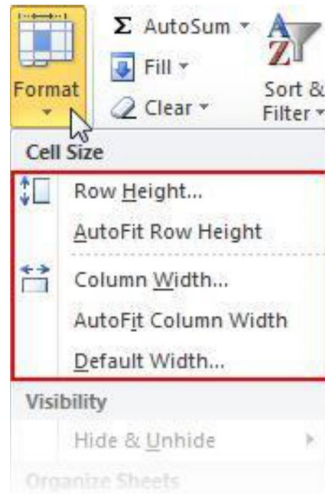 Σ AutoSum
Fill
Format
Clear
A
Z
Sort &
Filter
Cell Size
Row Height...
AutoFit Row Height
Column Width...
AutoFit Column Width
Default Width...
Visibility
Hide & Unhide
Organize Sheets